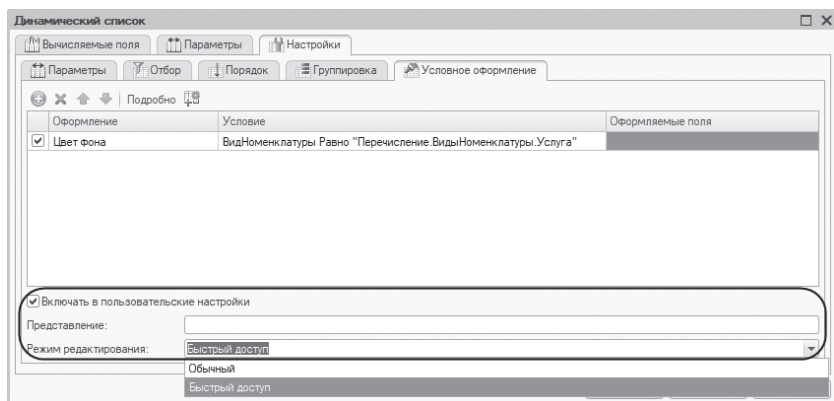 Динамический список
Вычисляемые поля Параметры Настройки
Параметры Отбор Порядок Группировка Условное оформление
Подробно
Оформление Условие Оформляемые поля
Цвет фона ВидНоменклатуры Равно "Перечисление.ВидыНоменклатуры.Услуга"
Включать в пользовательские настройки
Представление:
Режим редактирования: Быстрый доступ
Обычный
Быстрый доступ